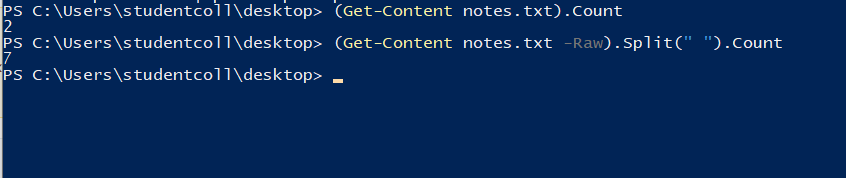 PS C:\Users\studentcoll\desktop> (Get-Content notes.txt).Count
2
PS C:\Users\studentcoll\desktop> (Get-Content notes.txt -Raw).Split(" ").Count
7
PS C:\Users\studentcoll\desktop>